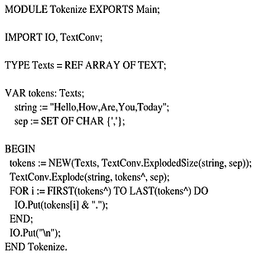 MODULE Tokenize EXPORTS Main;
IMPORT IO, TextConv;
TYPE Texts = REF ARRAY OF TEXT;
VAR tokens: Texts;
string := "Hello,How,Are,You,Today";
sep := SET OF CHAR {','};
BEGIN
tokens := NEW(Texts, TextConv.ExplodedSize(string, sep));
TextConv.Explode(string, tokens^, sep);
FOR i := FIRST(tokens^) TO LAST(tokens^) DO
IO.Put(tokens[i] & ".");
END;
IO.Put("\n");
END Tokenize.